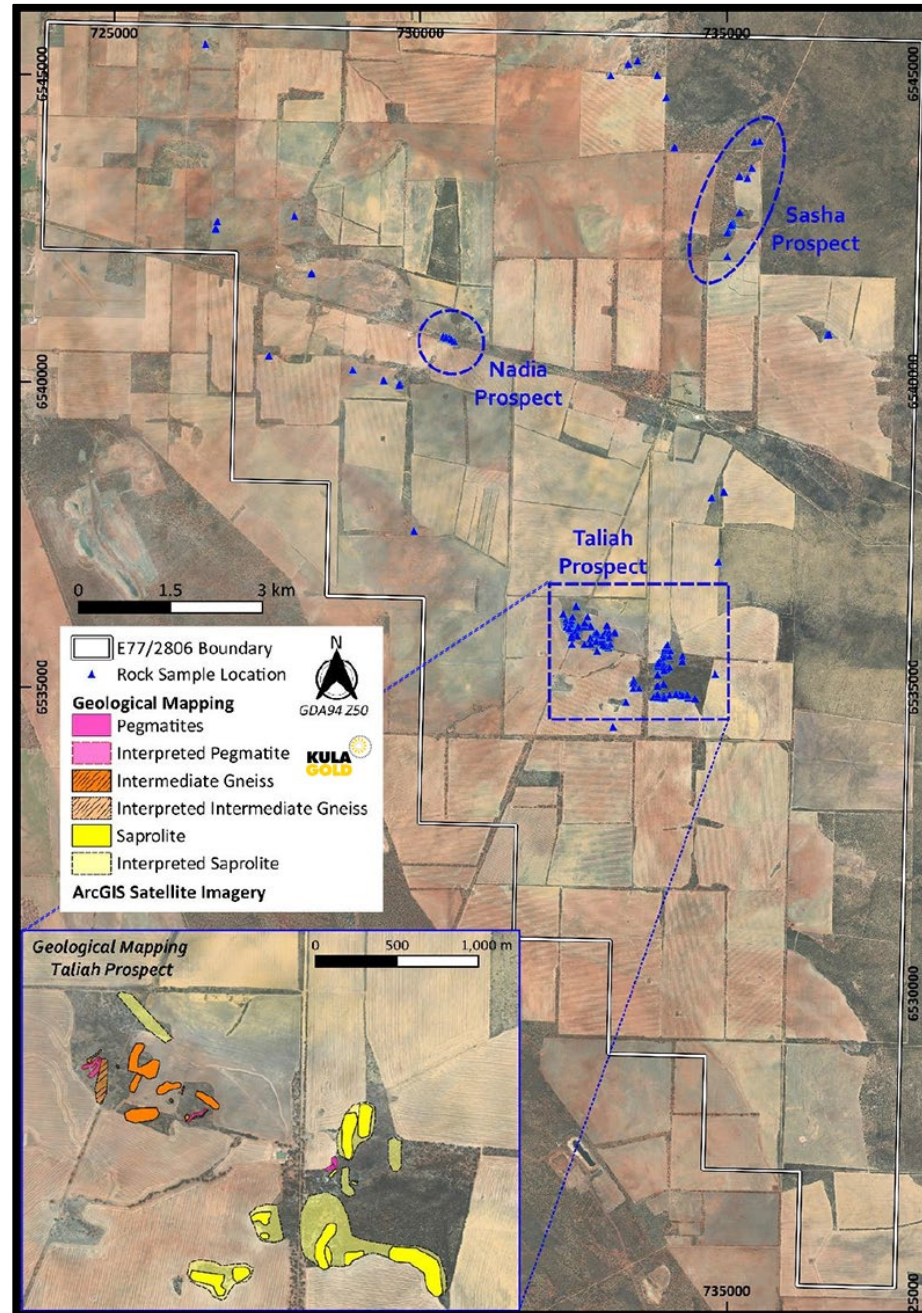 725000
730000
735000
6545000
6545000
Sasha
Prospect
Nadia
Prospect
6540000
6540000
Taliah
Prospect
0 1.5 3 km
E77/2806 Boundary
Rock Sample Location
N
GDA94 Z50
Geological Mapping
Pegmatites
Interpreted Pegmatite
KULA
GOLD
Intermediate Gneiss
Interpreted Intermediate Gneiss
Saprolite
Interpreted Saprolite
ArcGIS Satellite Imagery
6535000
6535000
Geological Mapping
Taliah Prospect
0 500 1,000 m
6530000
735000